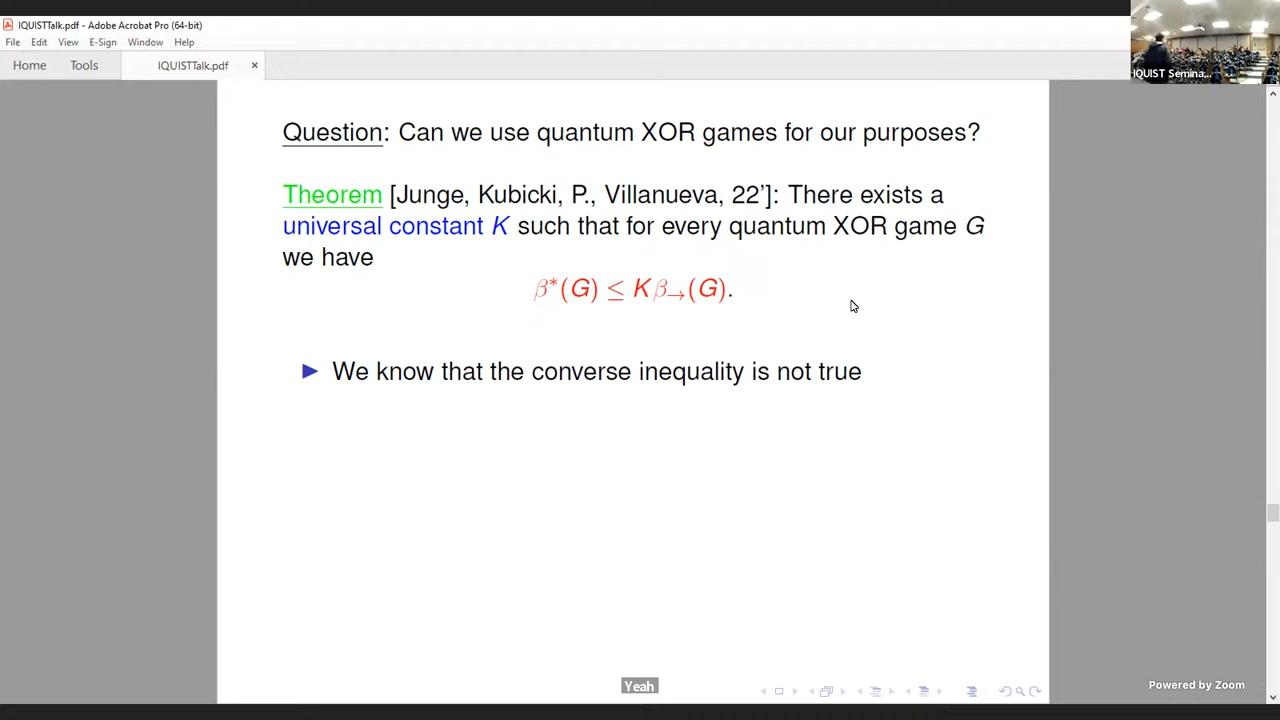 IQUISTTalk.pdf - Adobe Acrobat Pro (64-bit)
File Edit View E-Sign Window Help
Home Tools IQUISTTalk.pdf ×
IQUIST Semina...
Question: Can we use quantum XOR games for our purposes?
Theorem [Junge, Kubicki, P., Villanueva, 22']: There exists a
universal constant K such that for every quantum XOR game G
we have
β*(G) ≤ Kβ→(G).
▶ We know that the converse inequality is not true
Yeah
Powered by Zoom